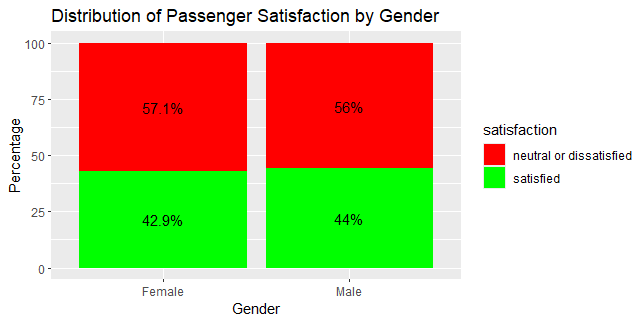 Distribution of Passenger Satisfaction by Gender
Percentage
100
75
50
25
0
57.1%
56%
42.9%
44%
Female
Male
Gender
satisfaction
neutral or dissatisfied
satisfied